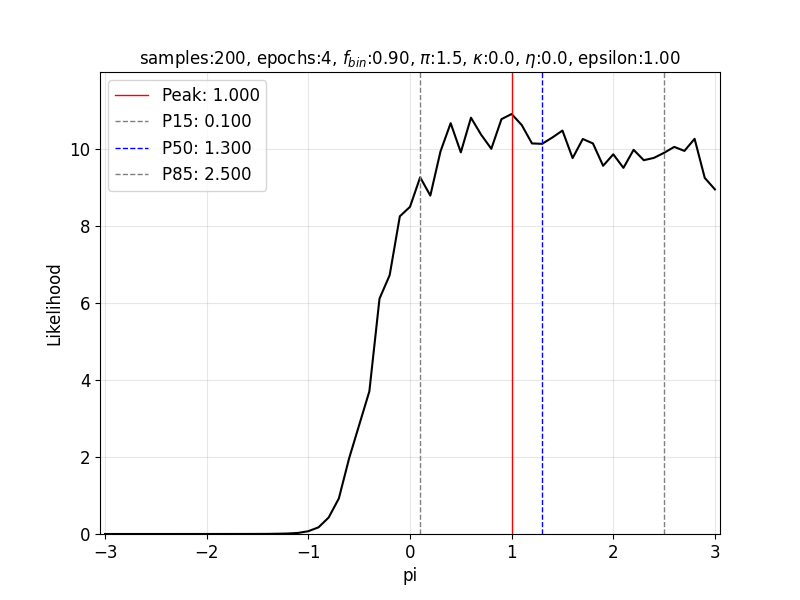 samples:200, epochs:4, f_bin:0.90, π:1.5, κ:0.0, η:0.0, epsilon:1.00
Peak: 1.000
P15: 0.100
P50: 1.300
P85: 2.500
10
8
6
4
2
0
Likelihood
−3 −2 −1 0 1 2 3
pi